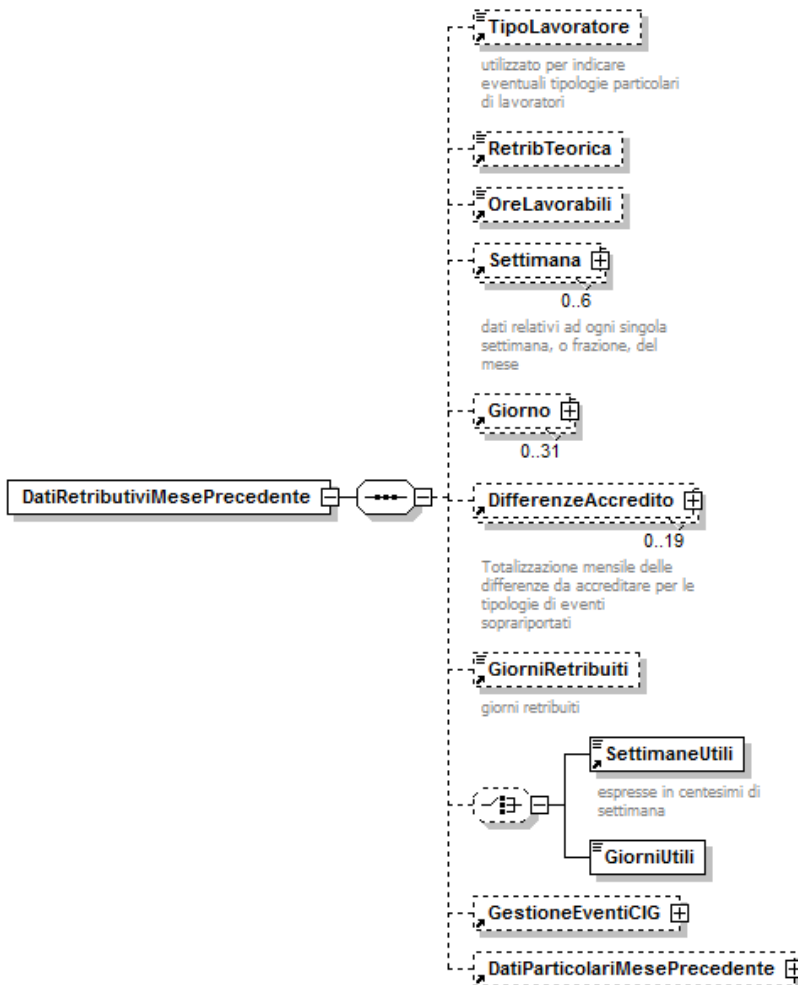 TipoLavoratore
utilizzato per indicare
eventuali tipologie particolari
di lavoratori
RetribTeorica
OreLavorabili
Settimana
0..6
dati relativi ad ogni singola
settimana, o frazione, del
mese
Giorno
0..31
DatiRetributiviMesePrecedente
DifferenzeAccredito
0..19
Totalizzazione mensile delle
differenze da accreditare per le
tipologie di eventi
soprariportati
GiorniRetribuiti
giorni retribuiti
SettimaneUtili
espresse in centesimi di
settimana
GiorniUtili
GestioneEventiCIG
DatiParticolariMesePrecedente